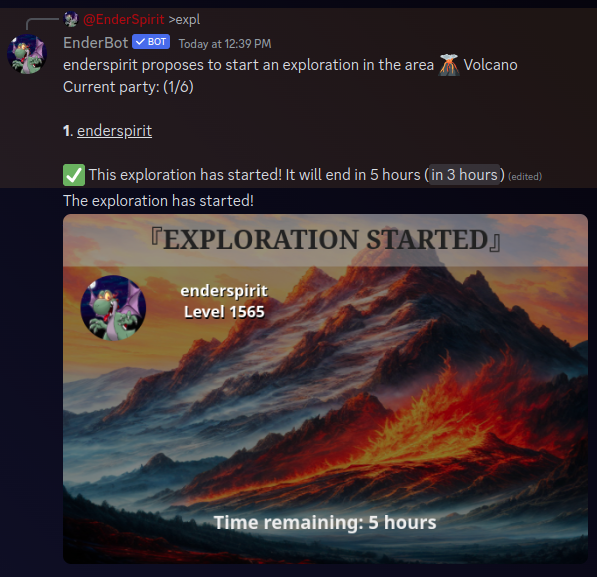 @EnderSpirit >expl
EnderBot ✓ BOT Today at 12:39 PM
enderspirit proposes to start an exploration in the area 🌋 Volcano
Current party: (1/6)
1. enderspirit
✅ This exploration has started! It will end in 5 hours (in 3 hours) (edited)
The exploration has started!
『EXPLORATION STARTED』
enderspirit
Level 1565
Time remaining: 5 hours